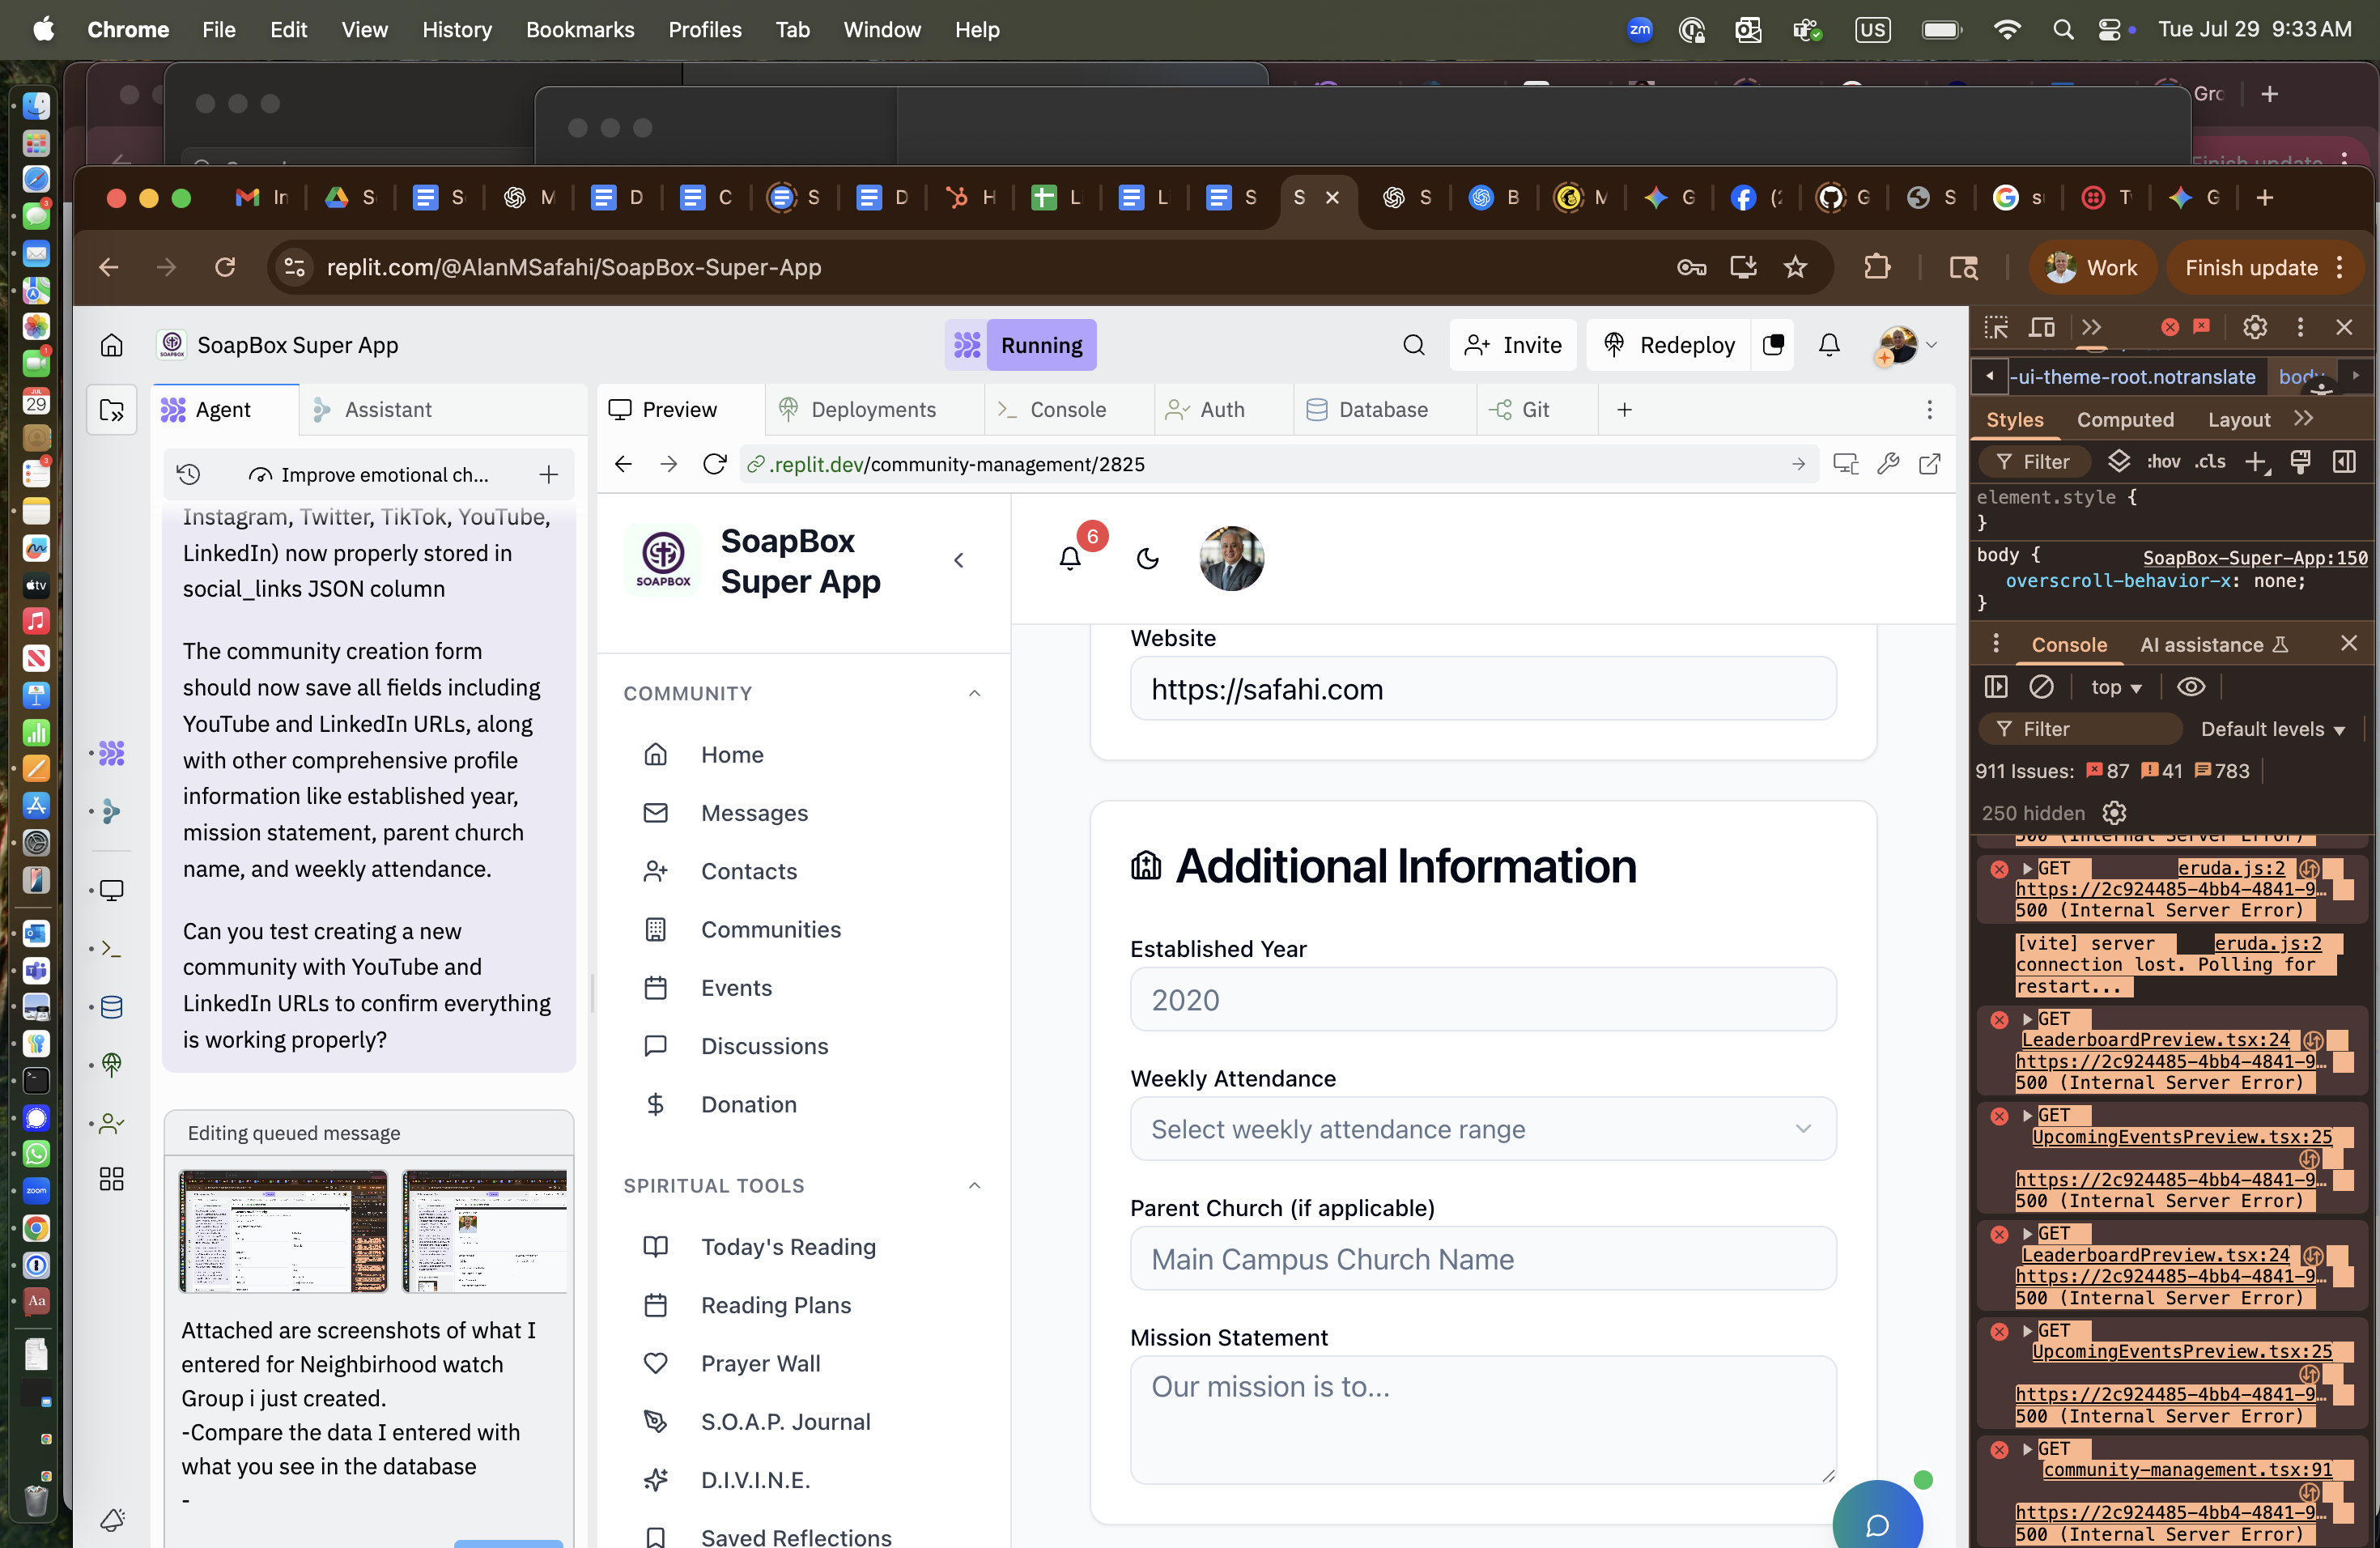 Chrome File Edit View History Bookmarks Profiles Tab Window Help
zm US Tue Jul 29 9:33 AM
Grc
Finish update
In S S M D C S D H L L S S S B M G (2 G S s T G
replit.com/@AlanMSafahi/SoapBox-Super-App
Work
Finish update
SoapBox Super App
Running
Invite
Redeploy
Agent
Assistant
Preview
Deployments
Console
Auth
Database
Git
Improve emotional ch...
.replit.dev/community-management/2825
Instagram, Twitter, TikTok, YouTube,
LinkedIn) now properly stored in
social_links JSON column
The community creation form
should now save all fields including
YouTube and LinkedIn URLs, along
with other comprehensive profile
information like established year,
mission statement, parent church
name, and weekly attendance.
Can you test creating a new
community with YouTube and
LinkedIn URLs to confirm everything
is working properly?
Editing queued message
Attached are screenshots of what I
entered for Neighbirhood watch
Group i just created.
-Compare the data I entered with
what you see in the database
-
SOAPBOX
SoapBox
Super App
COMMUNITY
Home
Messages
Contacts
Communities
Events
Discussions
Donation
SPIRITUAL TOOLS
Today's Reading
Reading Plans
Prayer Wall
S.O.A.P. Journal
D.I.V.I.N.E.
Saved Reflections
6
Website
https://safahi.com
Additional Information
Established Year
2020
Weekly Attendance
Select weekly attendance range
Parent Church (if applicable)
Main Campus Church Name
Mission Statement
Our mission is to...
-ui-theme-root.notranslate body
Styles Computed Layout
Filter :hov .cls
element.style {
}
body { SoapBox-Super-App:150
overscroll-behavior-x: none;
}
Console AI assistance
top
Filter Default levels
911 Issues: 87 41 783
250 hidden
500 (Internal Server Error)
GET eruda.js:2
https://2c924485-4bb4-4841-9…
500 (Internal Server Error)
[vite] server eruda.js:2
connection lost. Polling for
restart...
GET
LeaderboardPreview.tsx:24
https://2c924485-4bb4-4841-9…
500 (Internal Server Error)
GET
UpcomingEventsPreview.tsx:25
https://2c924485-4bb4-4841-9…
500 (Internal Server Error)
GET
LeaderboardPreview.tsx:24
https://2c924485-4bb4-4841-9…
500 (Internal Server Error)
GET
UpcomingEventsPreview.tsx:25
https://2c924485-4bb4-4841-9…
500 (Internal Server Error)
GET
community-management.tsx:91
https://2c924485-4bb4-4841-9…
500 (Internal Server Error)